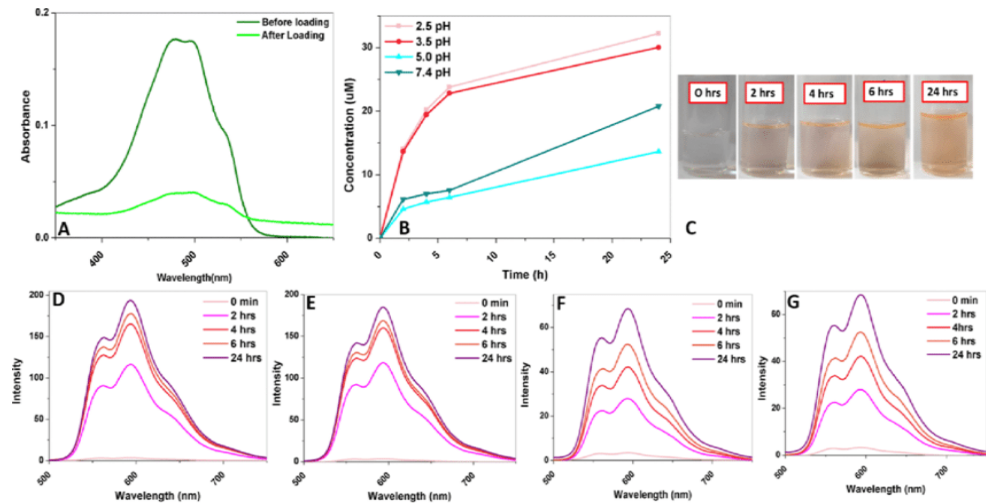 0.2
Before loading
After Loading
0.1
0.0
Absorbance
A
400
500
600
Wavelength(nm)
30
20
10
0
Concentration (uM)
2.5 pH
3.5 pH
5.0 pH
7.4 pH
B
0
5
10
15
20
25
Time (h)
O hrs
2 hrs
4 hrs
6 hrs
24 hrs
C
D
200
150
100
50
0
Intensity
0 min
2 hrs
4 hrs
6 hrs
24 hrs
500
600
700
Wavelength (nm)
E
200
150
100
50
0
Intensity
0 min
2 hrs
4 hrs
6 hrs
24 hrs
500
600
700
Wavelength (nm)
F
60
40
20
0
Intensity
0 min
2 hrs
4 hrs
6 hrs
24 hrs
500
600
700
Wavelength (nm)
G
60
40
20
0
Intensity
0 min
2 hrs
4hrs
6 hrs
24 hrs
500
600
700
Wavelength (nm)